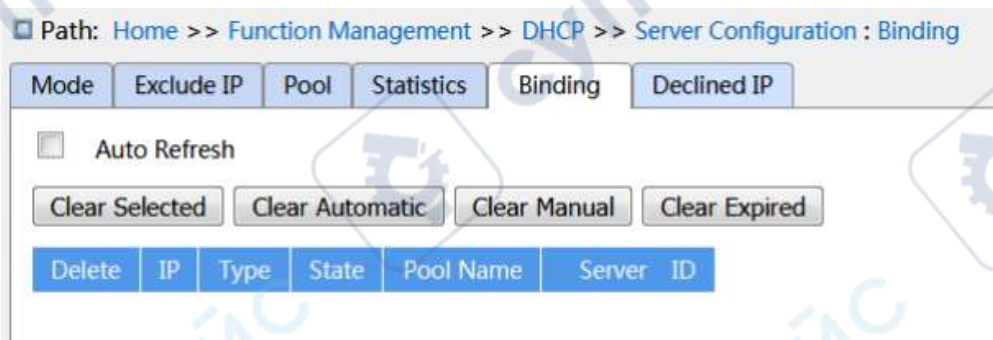 Path: Home >> Function Management >> DHCP >> Server Configuration : Binding
Mode Exclude IP Pool Statistics Binding Declined IP
Auto Refresh
Clear Selected Clear Automatic Clear Manual Clear Expired
Delete IP Type State Pool Name Server ID